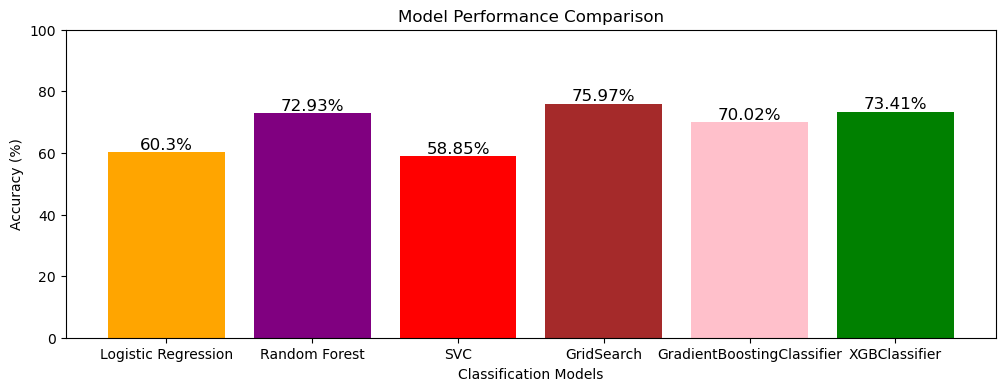 Model Performance Comparison
100
80
60
40
20
0
Accuracy (%)
60.3%
72.93%
58.85%
75.97%
70.02%
73.41%
Logistic Regression
Random Forest
SVC
GridSearch
GradientBoostingClassifier
XGBClassifier
Classification Models